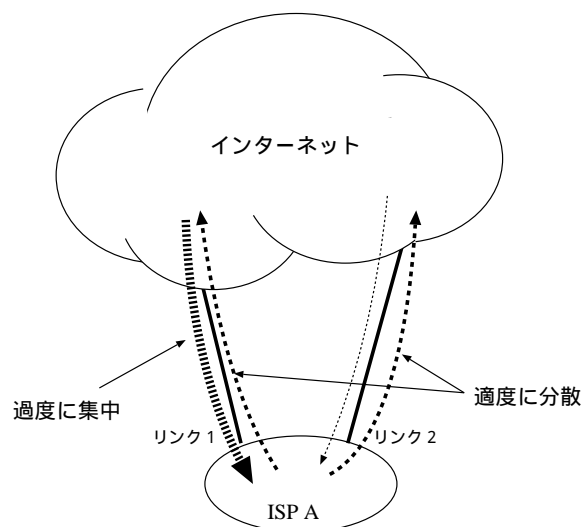 インターネット
過度に集中
適度に分散
リンク 1
リンク 2
ISP A